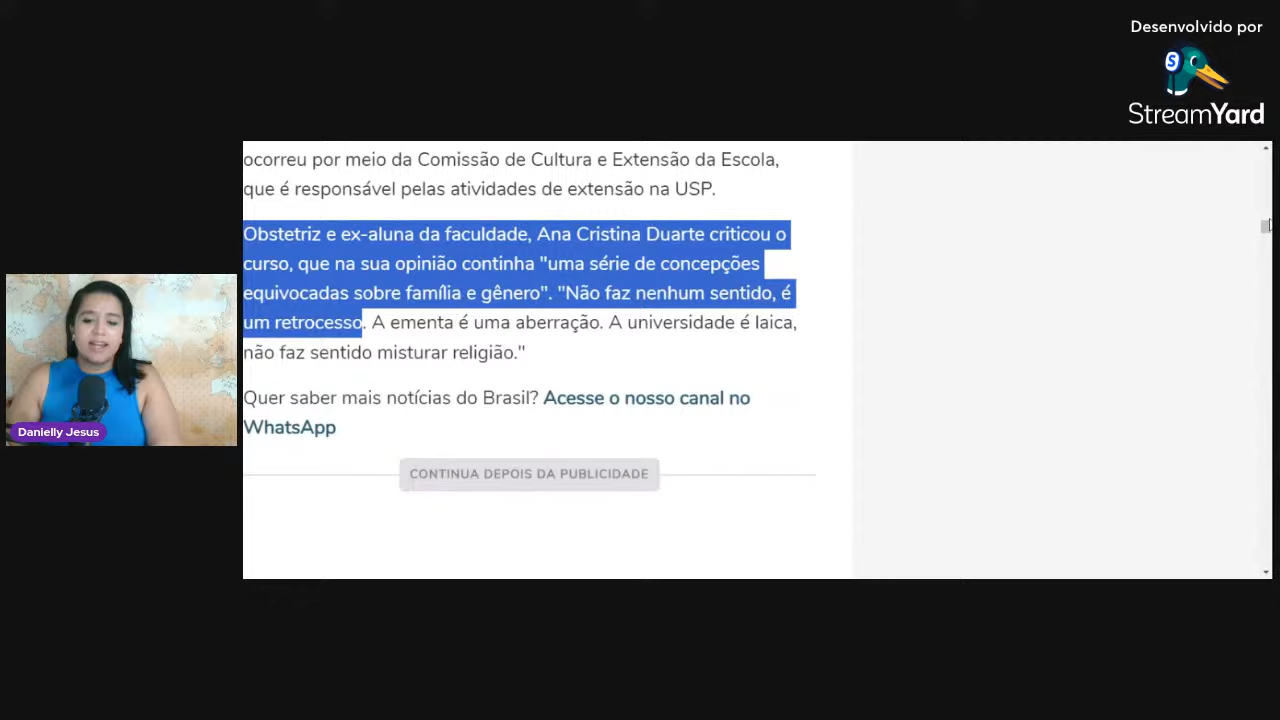 Desenvolvido por
S
StreamYard
ocorreu por meio da Comissão de Cultura e Extensão da Escola,
que é responsável pelas atividades de extensão na USP.
Obstetriz e ex-aluna da faculdade, Ana Cristina Duarte criticou o
curso, que na sua opinião continha "uma série de concepções
equivocadas sobre família e gênero". "Não faz nenhum sentido, é
um retrocesso. A ementa é uma aberração. A universidade é laica,
não faz sentido misturar religião."
Quer saber mais notícias do Brasil? Acesse o nosso canal no
WhatsApp
Danielly Jesus
CONTINUA DEPOIS DA PUBLICIDADE